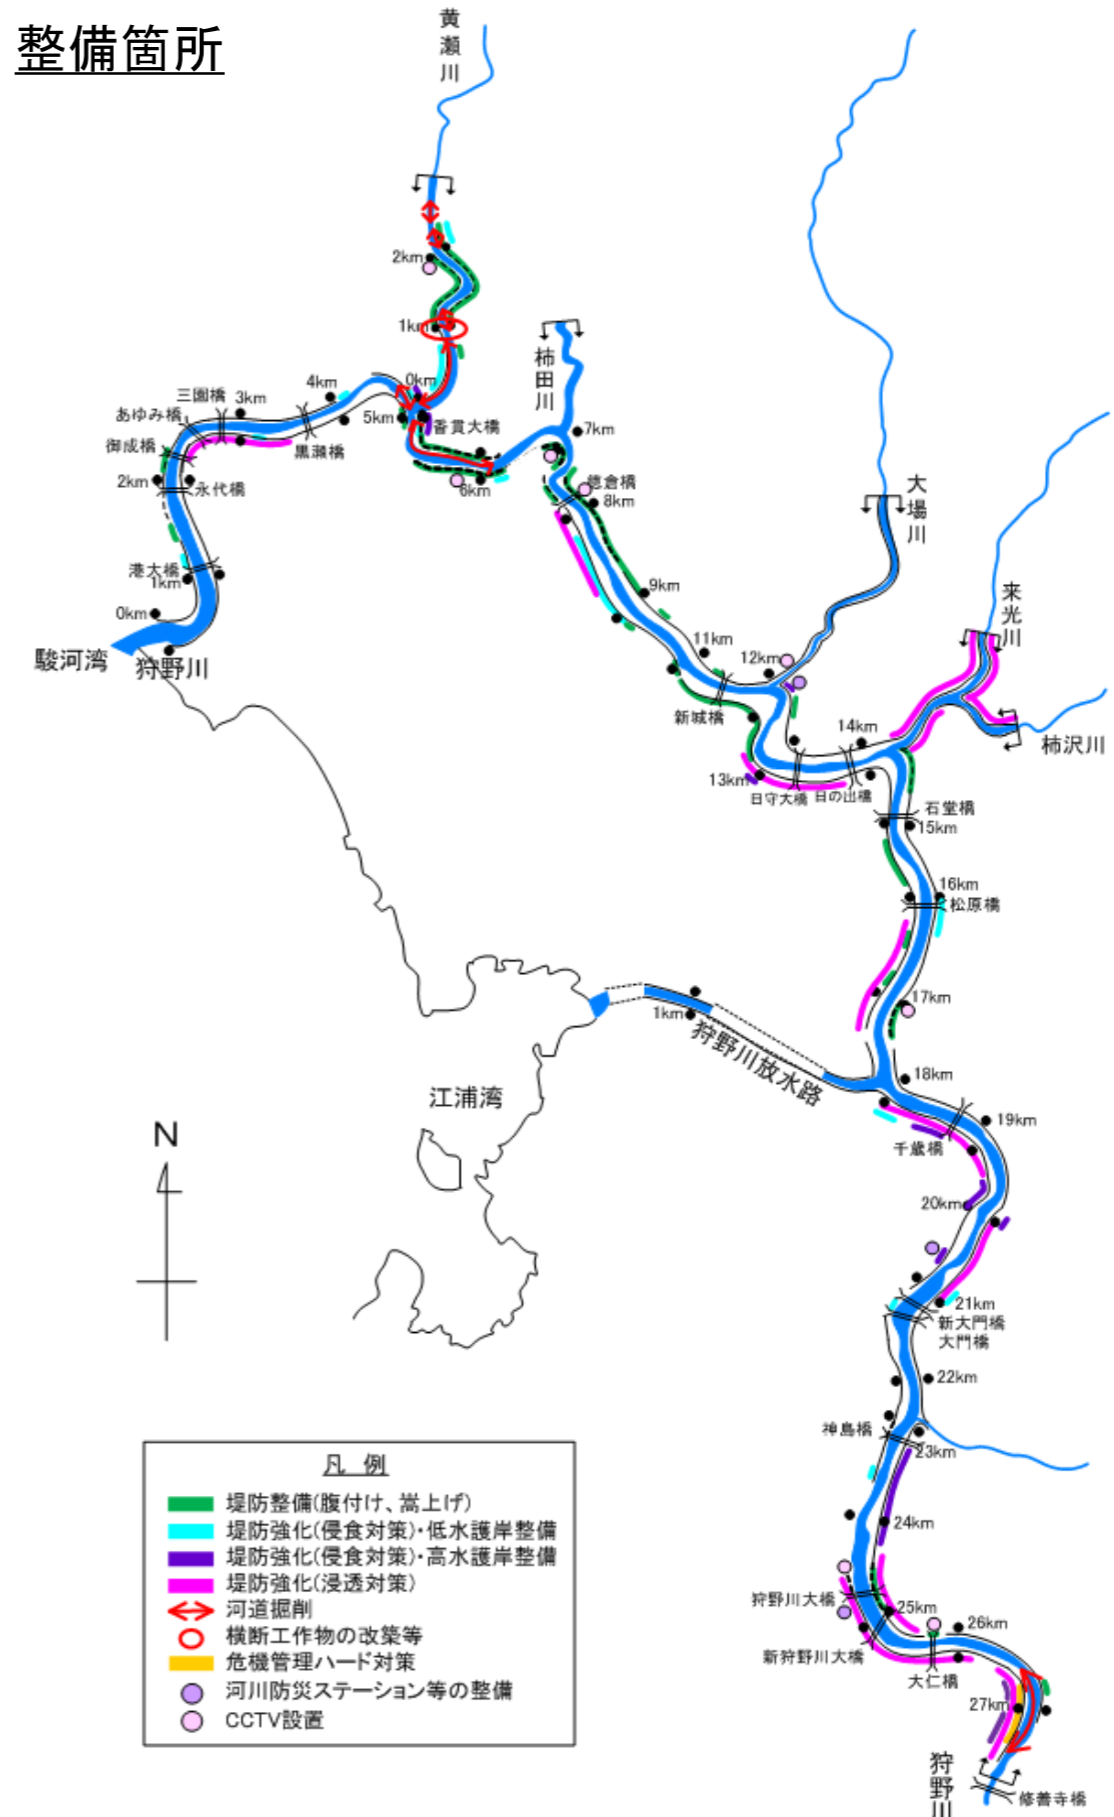 整備箇所
黄瀬川
2km
1km
柿田川
0km
4km
三園橋
3km
あゆみ橋
5km
香貫大橋
7km
御成橋
黒瀬橋
2km
永代橋
6km
徳倉橋
8km
大場川
港大橋
1km
9km
来光川
0km
駿河湾
狩野川
11km
12km
新城橋
14km
柿沢川
13km
日守大橋
日の出橋
石堂橋
15km
16km
松原橋
17km
1km
狩野川放水路
18km
江浦湾
19km
N
千歳橋
20km
21km
新大門橋
大門橋
22km
神島橋
23km
24km
狩野川大橋
25km
26km
新狩野川大橋
大仁橋
27km
狩野川
修善寺橋
凡 例
堤防整備(腹付け、嵩上げ)
堤防強化(侵食対策)・低水護岸整備
堤防強化(侵食対策)・高水護岸整備
堤防強化(浸透対策)
河道掘削
横断工作物の改築等
危機管理ハード対策
河川防災ステーション等の整備
CCTV設置